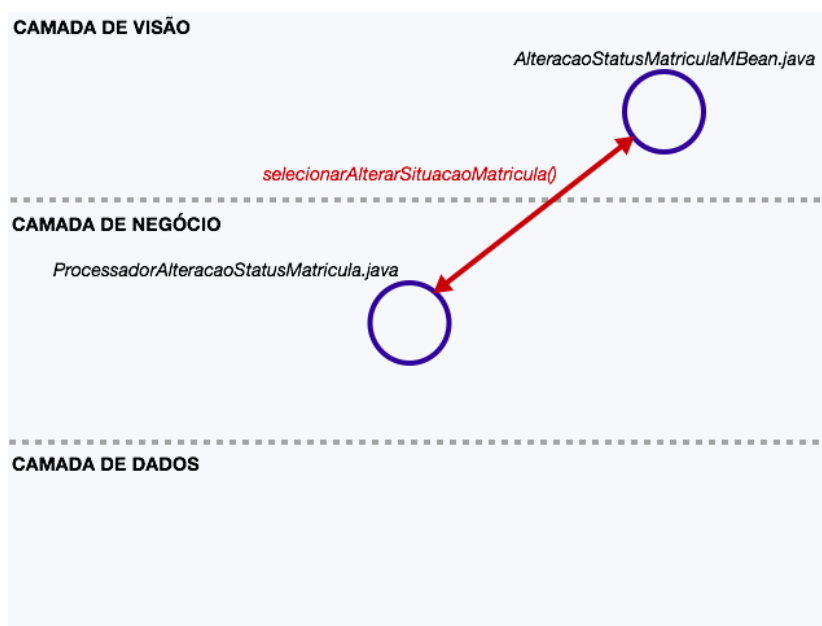 CAMADA DE VISÃO
AlteracaoStatusMatriculaMBean.java
selecionarAlterarSituacaoMatricula()
CAMADA DE NEGÓCIO
ProcessadorAlteracaoStatusMatricula.java
CAMADA DE DADOS